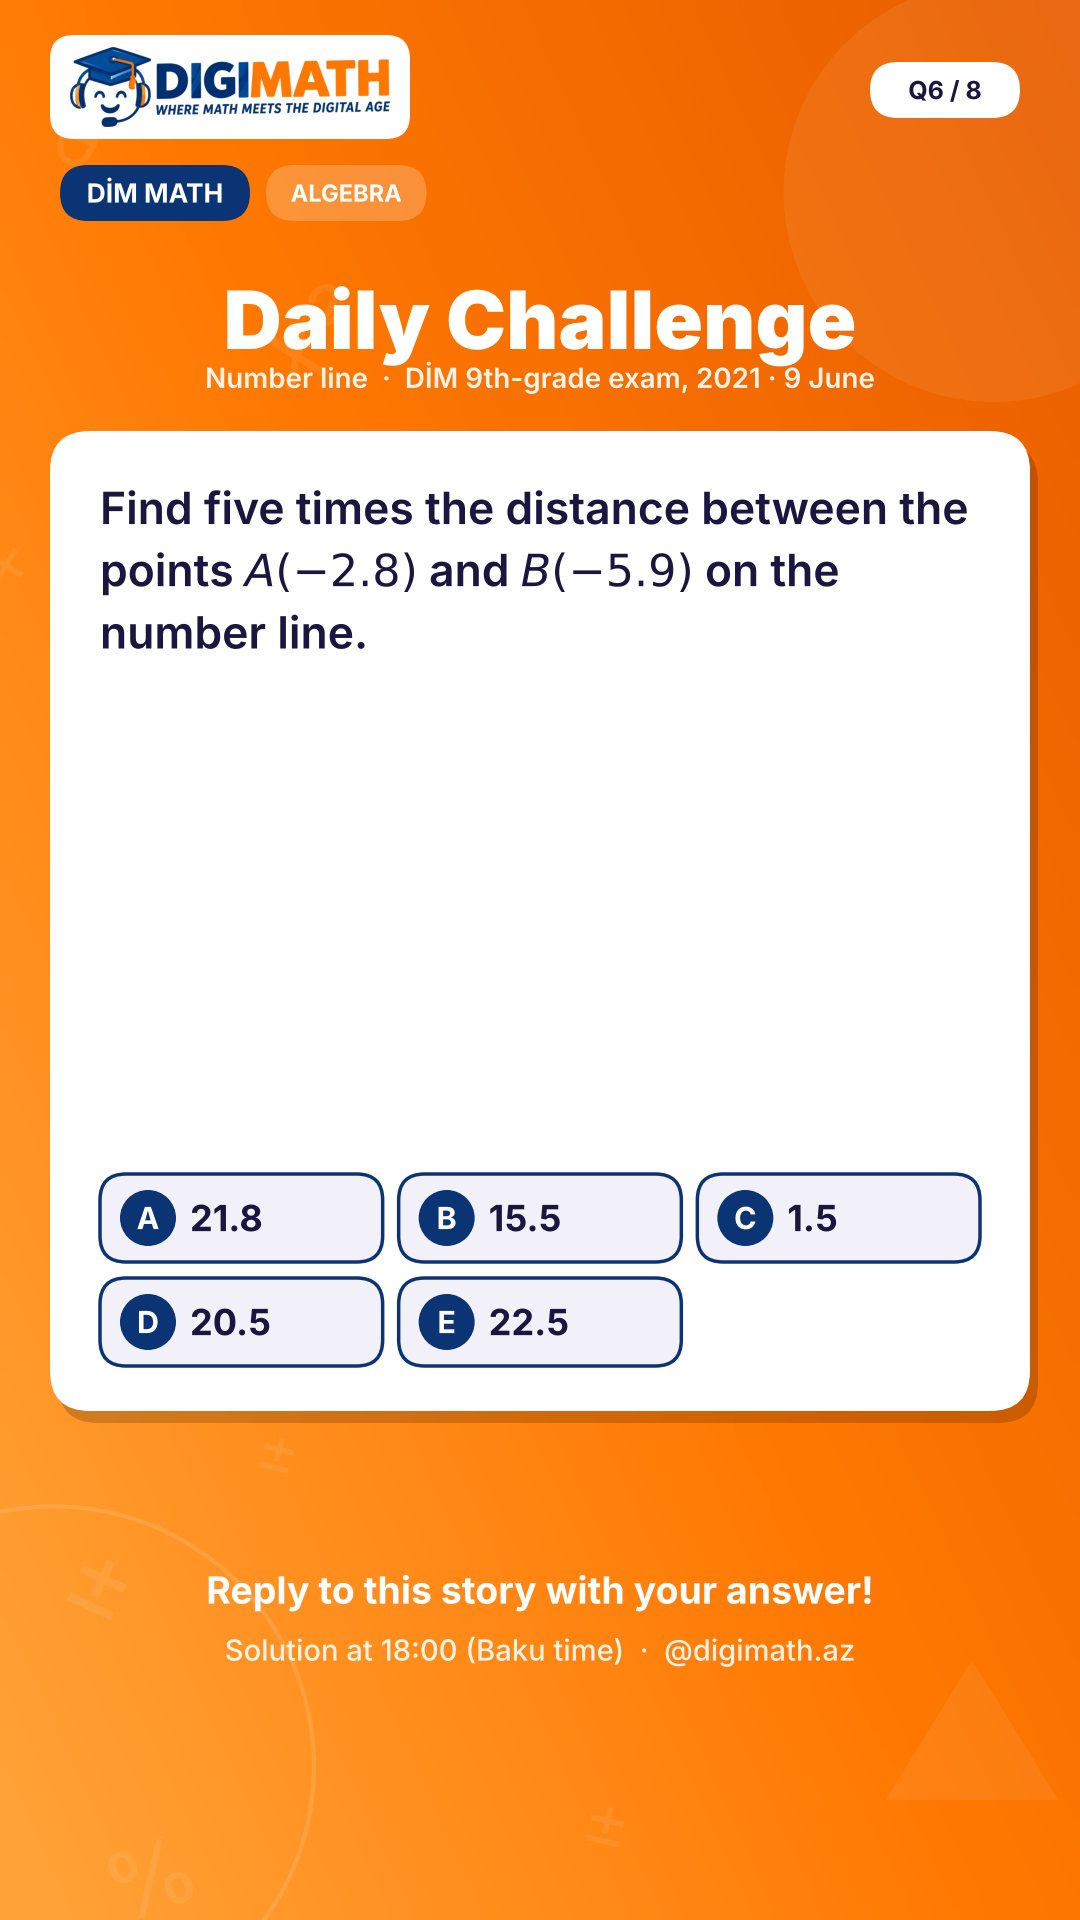 DIGIMATH
WHERE MATH MEETS THE DIGITAL AGE
Q6 / 8
DİM MATH
ALGEBRA
Daily Challenge
Number line · DİM 9th-grade exam, 2021 · 9 June
Find five times the distance between the
points A(−2.8) and B(−5.9) on the
number line.
A 21.8
B 15.5
C 1.5
D 20.5
E 22.5
±
±
Reply to this story with your answer!
Solution at 18:00 (Baku time) · @digimath.az
±
%